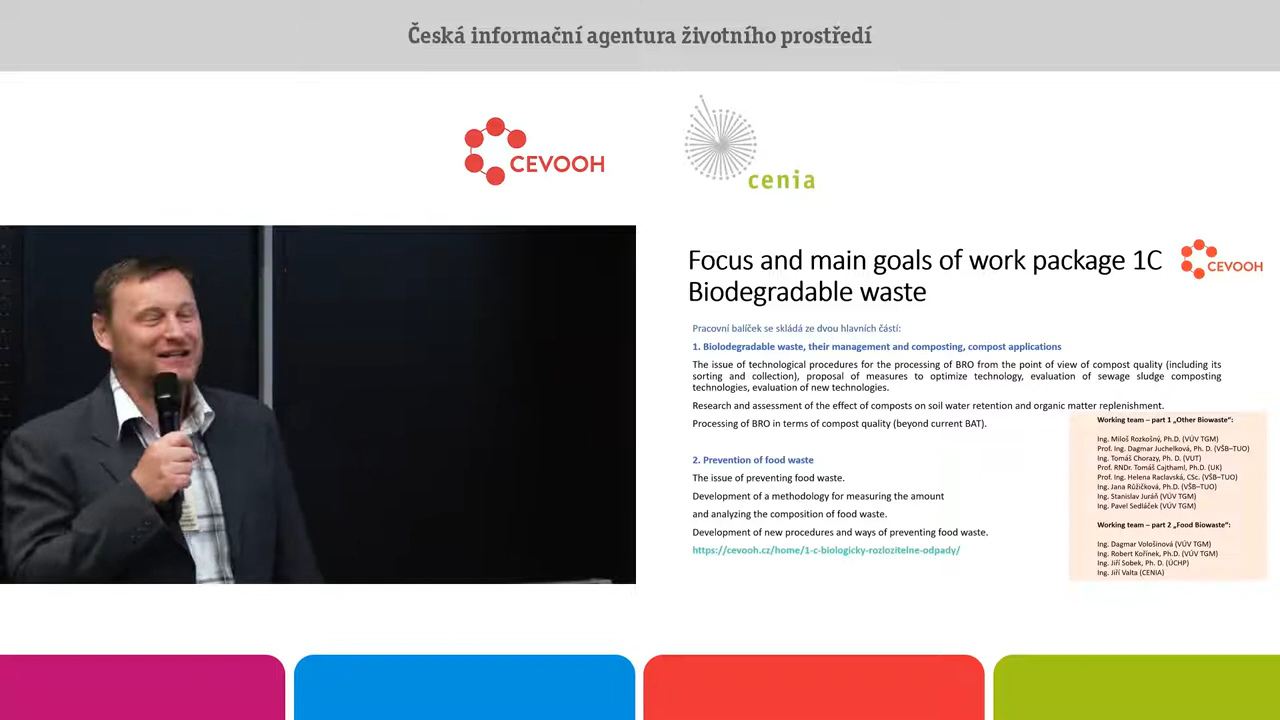 Česká informační agentura životního prostředí
CEVOOH
cenia
Focus and main goals of work package 1C
Biodegradable waste
CEVOOH
Pracovní balíček se skládá ze dvou hlavních částí:
1. Biolodegradable waste, their management and composting, compost applications
The issue of technological procedures for the processing of BRO from the point of view of compost quality (including its
sorting and collection), proposal of measures to optimize technology, evaluation of sewage sludge composting
technologies, evaluation of new technologies.
Research and assessment of the effect of composts on soil water retention and organic matter replenishment.
Processing of BRO in terms of compost quality (beyond current BAT).
2. Prevention of food waste
The issue of preventing food waste.
Development of a methodology for measuring the amount
and analyzing the composition of food waste.
Development of new procedures and ways of preventing food waste.
https://cevooh.cz/home/1-c-biologicky-rozlozitelne-odpady/
Working team – part 1 „Other Biowaste“:
Ing. Miloš Rozkošný, Ph.D. (VÚV TGM)
Prof. Ing. Dagmar Juchelková, Ph. D. (VŠB–TUO)
Ing. Tomáš Chorazy, Ph. D. (VUT)
Prof. RNDr. Tomáš Cajthaml, Ph.D. (UK)
Prof. Ing. Helena Raclavská, CSc. (VŠB–TUO)
Ing. Jana Růžičková, Ph.D. (VŠB–TUO)
Ing. Stanislav Juráň (VÚV TGM)
Ing. Pavel Sedláček (VÚV TGM)
Working team – part 2 „Food Biowaste“:
Ing. Dagmar Vološinová (VÚV TGM)
Ing. Robert Kořínek, Ph. D. (VÚV TGM)
Ing. Jiří Sobek, Ph. D. (ÚCHP)
Ing. Jiří Valta (CENIA)